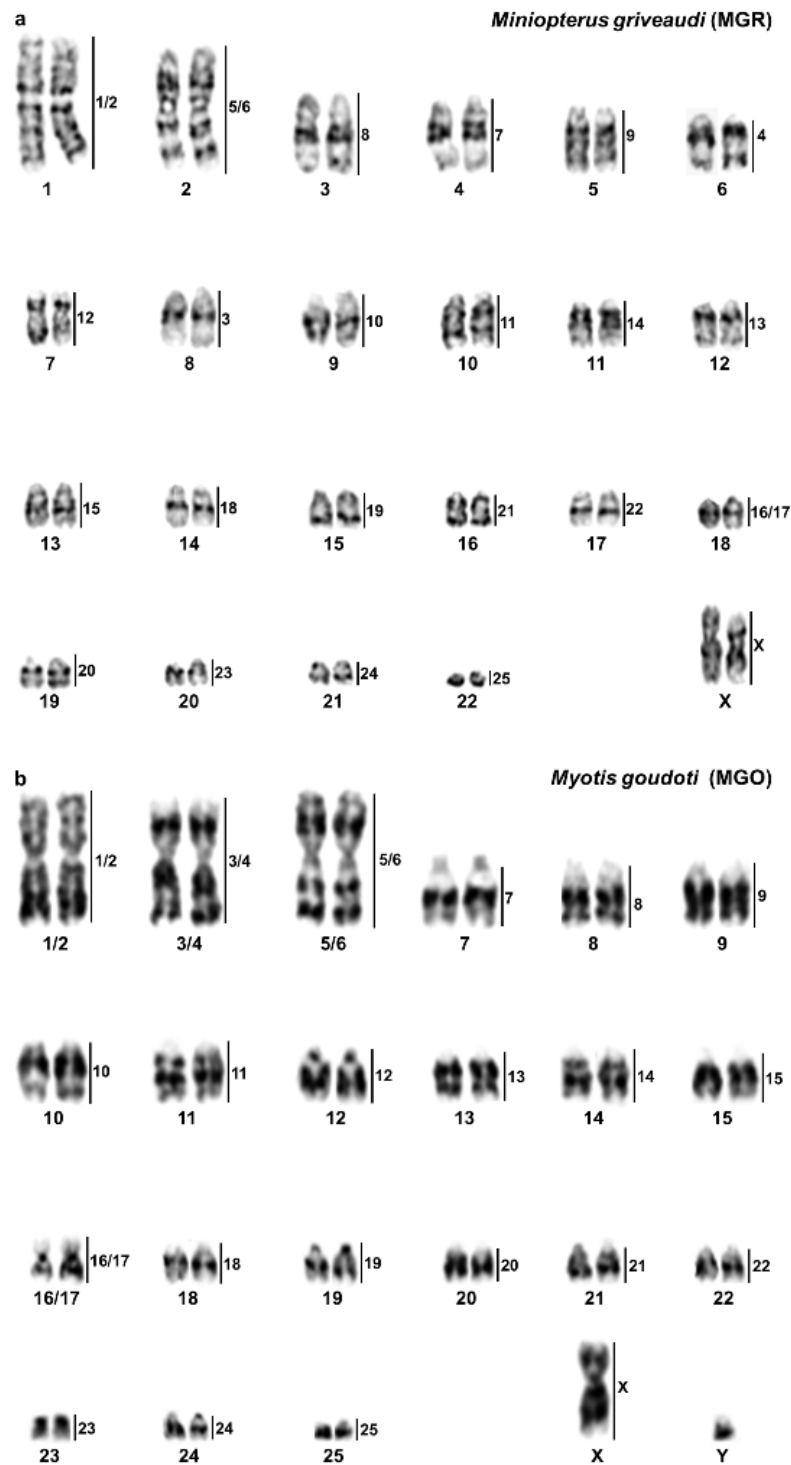 a Miniopterus griveaudi (MGR)
1/2 5/6 8 7 9 4
1 2 3 4 5 6
12 3 10 11 14 13
7 8 9 10 11 12
15 18 19 21 22 16/17
13 14 15 16 17 18
20 23 24 25 X
19 20 21 22 X
b Myotis goudoti (MGO)
1/2 3/4 5/6 7 8 9
1/2 3/4 5/6 7 8 9
10 11 12 13 14 15
10 11 12 13 14 15
16/17 18 19 20 21 22
16/17 18 19 20 21 22
23 24 25 X
23 24 25 X Y